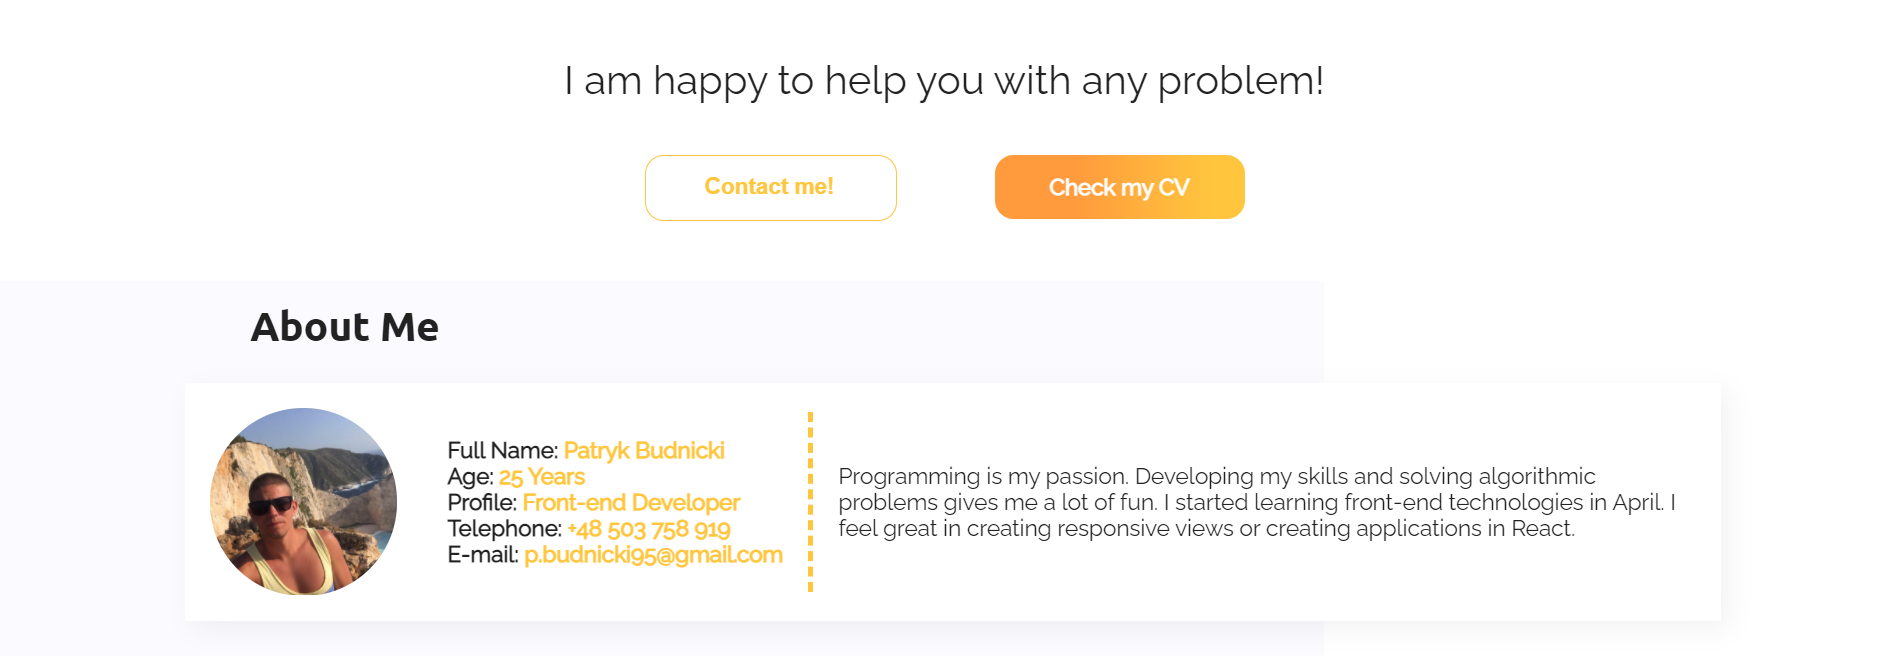 I am happy to help you with any problem!
Contact me!
Check my CV
About Me
Full Name: Patryk Budnicki
Age: 25 Years
Profile: Front-end Developer
Telephone: +48 503 758 919
E-mail: p.budnicki95@gmail.com
Programming is my passion. Developing my skills and solving algorithmic
problems gives me a lot of fun. I started learning front-end technologies in April. I
feel great in creating responsive views or creating applications in React.